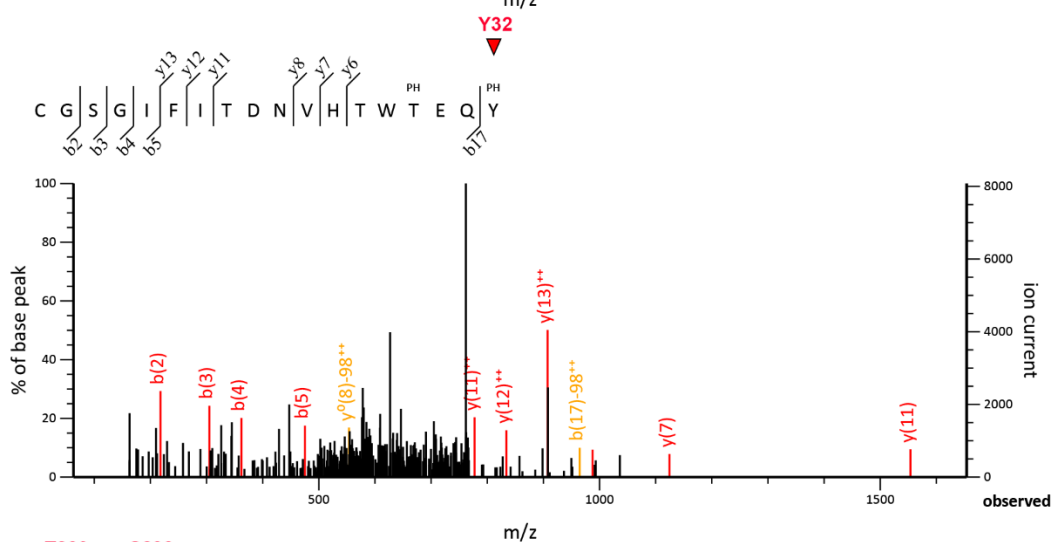 m/z
Y32
y13 y12 y11 y8 y7 y6
PH PH
C G S G I F I T D N V H T W T E Q Y
b2 b3 b4 b5 b17
100
80
60
40
20
0
% of base peak
8000
6000
4000
2000
0
ion current
b(2)
b(3)
b(4)
b(5)
y⁰(8)-98⁺⁺
y(11)⁺⁺
y(12)⁺⁺
y(13)⁺⁺
b(17)-98⁺⁺
y(7)
y(11)
500 1000 1500 observed
m/z